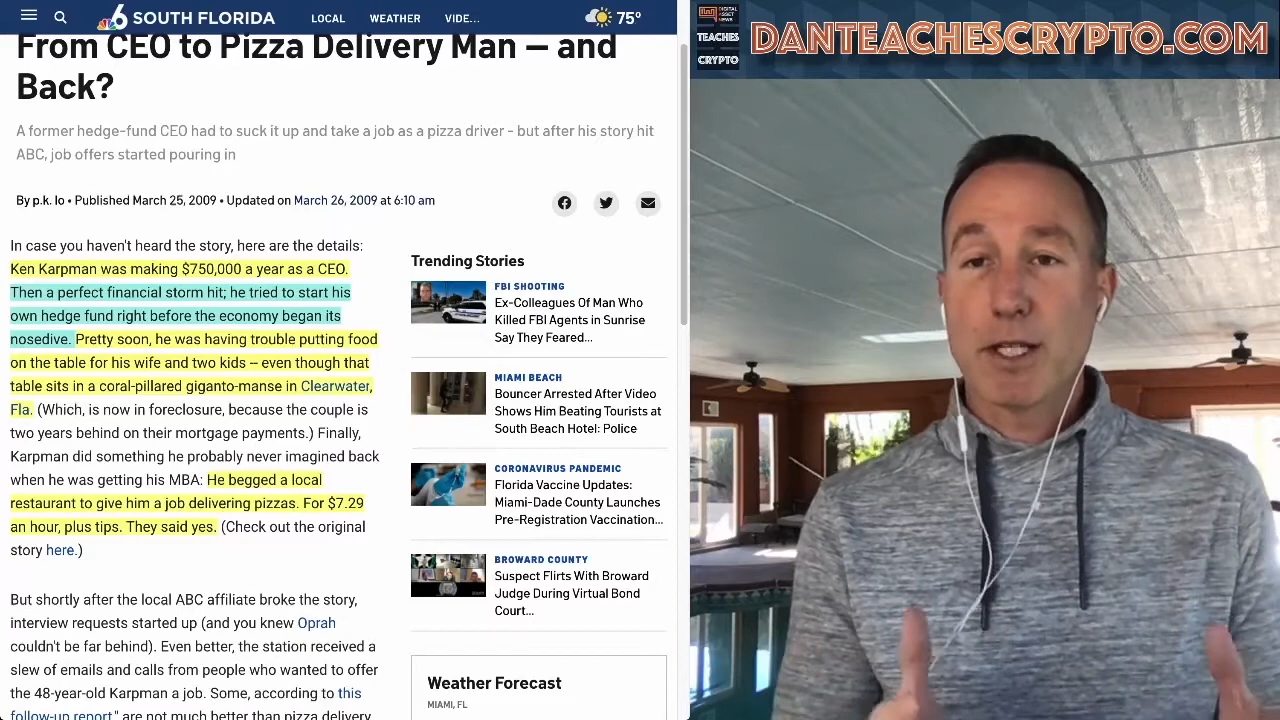 6 SOUTH FLORIDA
LOCAL
WEATHER
VIDE...
75°
From CEO to Pizza Delivery Man — and
Back?
A former hedge-fund CEO had to suck it up and take a job as a pizza driver - but after his story hit
ABC, job offers started pouring in
By p.k. lo • Published March 25, 2009 • Updated on March 26, 2009 at 6:10 am
In case you haven't heard the story, here are the details:
Ken Karpman was making $750,000 a year as a CEO.
Then a perfect financial storm hit; he tried to start his
own hedge fund right before the economy began its
nosedive. Pretty soon, he was having trouble putting food
on the table for his wife and two kids -- even though that
table sits in a coral-pillared giganto-manse in Clearwater,
Fla. (Which, is now in foreclosure, because the couple is
two years behind on their mortgage payments.) Finally,
Karpman did something he probably never imagined back
when he was getting his MBA: He begged a local
restaurant to give him a job delivering pizzas. For $7.29
an hour, plus tips. They said yes. (Check out the original
story here.)
But shortly after the local ABC affiliate broke the story,
interview requests started up (and you knew Oprah
couldn't be far behind). Even better, the station received a
slew of emails and calls from people who wanted to offer
the 48-year-old Karpman a job. Some, according to this
follow-up report," are not much better than pizza delivery
Trending Stories
FBI SHOOTING
Ex-Colleagues Of Man Who
Killed FBI Agents in Sunrise
Say They Feared...
MIAMI BEACH
Bouncer Arrested After Video
Shows Him Beating Tourists at
South Beach Hotel: Police
CORONAVIRUS PANDEMIC
Florida Vaccine Updates:
Miami-Dade County Launches
Pre-Registration Vaccination...
BROWARD COUNTY
Suspect Flirts With Broward
Judge During Virtual Bond
Court...
Weather Forecast
MIAMI, FL
DIGITAL
ASSET
NEWS
TEACHES
CRYPTO
DANTEACHESCRYPTO.COM